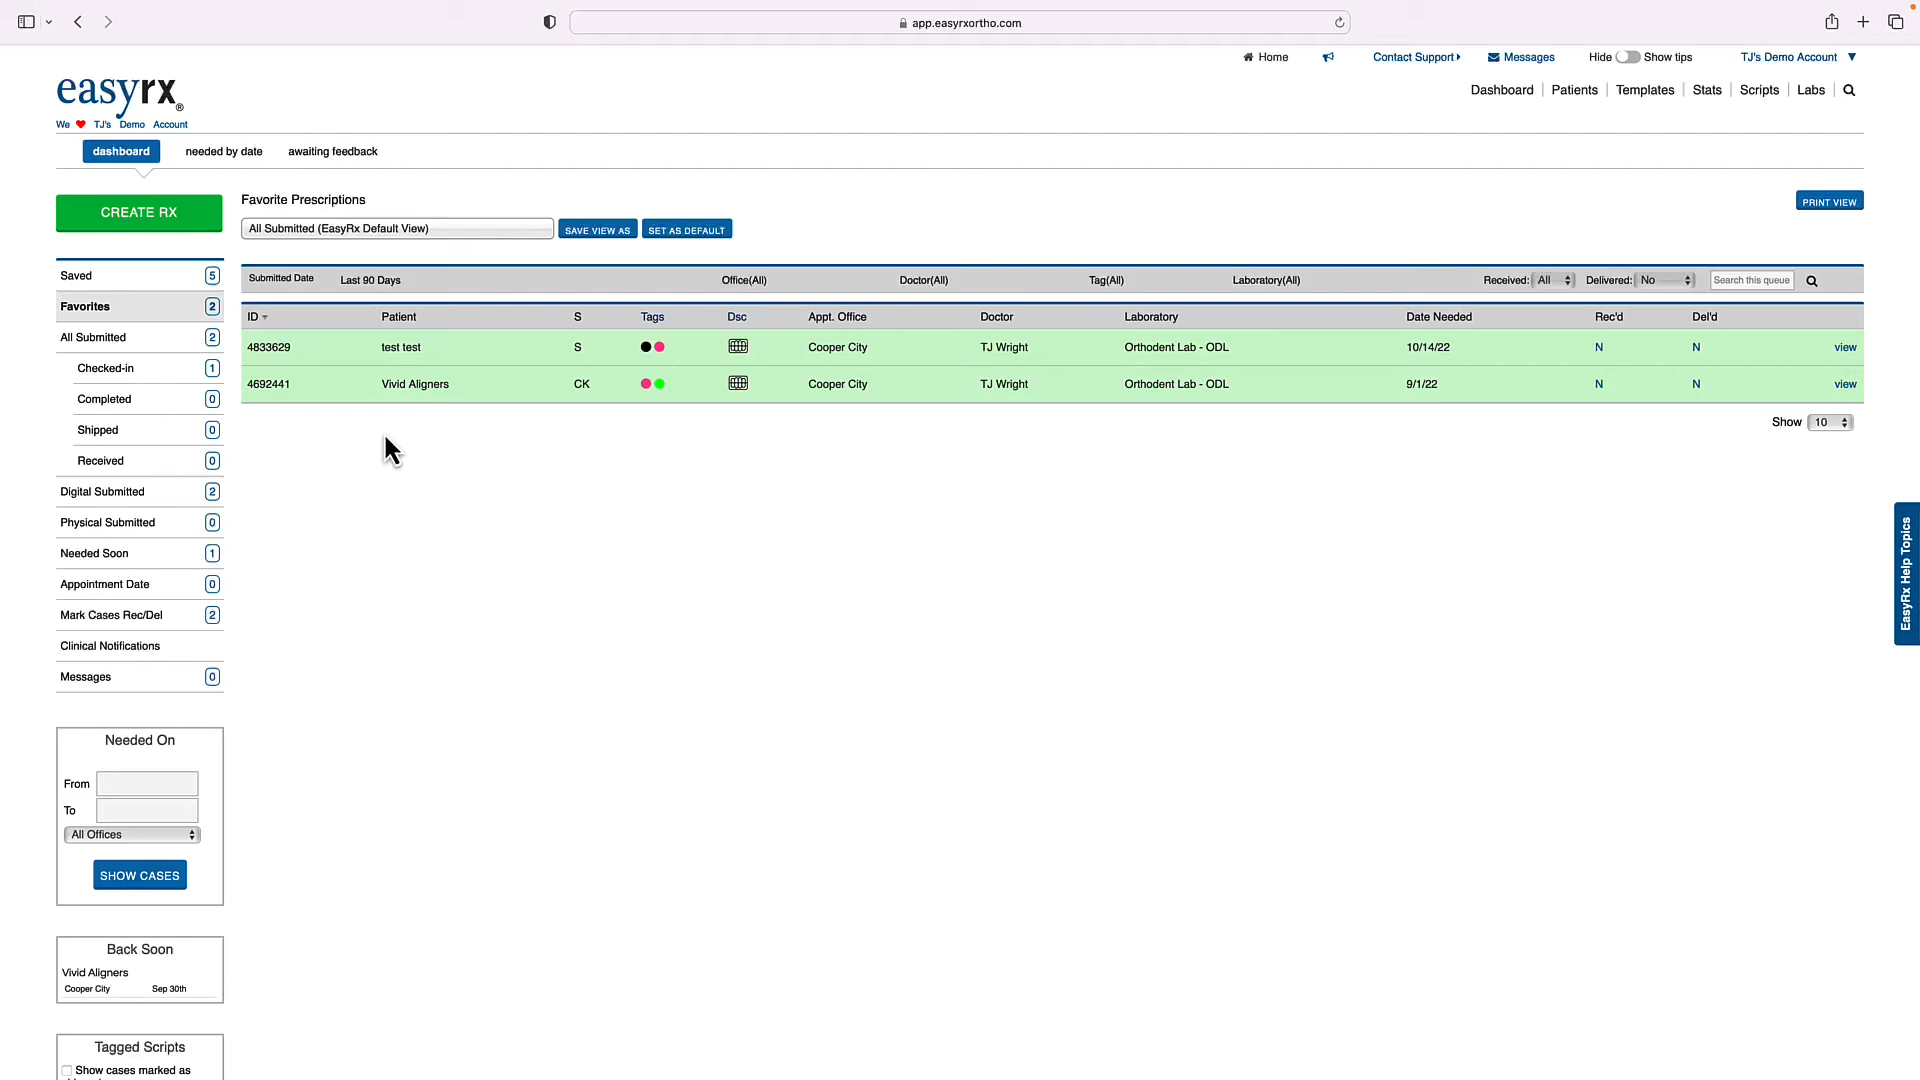 app.easyrxortho.com
Home
Contact Support
Messages
Hide Show tips
TJ's Demo Account ▼
easyrx®
We ❤ TJ's Demo Account
Dashboard | Patients | Templates | Stats | Scripts | Labs
dashboard needed by date awaiting feedback
CREATE RX
Favorite Prescriptions
PRINT VIEW
All Submitted (EasyRx Default View) SAVE VIEW AS SET AS DEFAULT
Submitted Date Last 90 Days Office(All) Doctor(All) Tag(All) Laboratory(All) Received: All Delivered: No Search this queue
ID Patient S Tags Dsc Appt. Office Doctor Laboratory Date Needed Rec'd Del'd
4833629 test test S Cooper City TJ Wright Orthodent Lab - ODL 10/14/22 N N view
4692441 Vivid Aligners CK Cooper City TJ Wright Orthodent Lab - ODL 9/1/22 N N view
Show 10
Saved 5
Favorites 2
All Submitted 2
Checked-in 1
Completed 0
Shipped 0
Received 0
Digital Submitted 2
Physical Submitted 0
Needed Soon 1
Appointment Date 0
Mark Cases Rec/Del 2
Clinical Notifications
Messages 0
Needed On
From
To
All Offices
SHOW CASES
Back Soon
Vivid Aligners
Cooper City Sep 30th
Tagged Scripts
Show cases marked as
EasyRx Help Topics